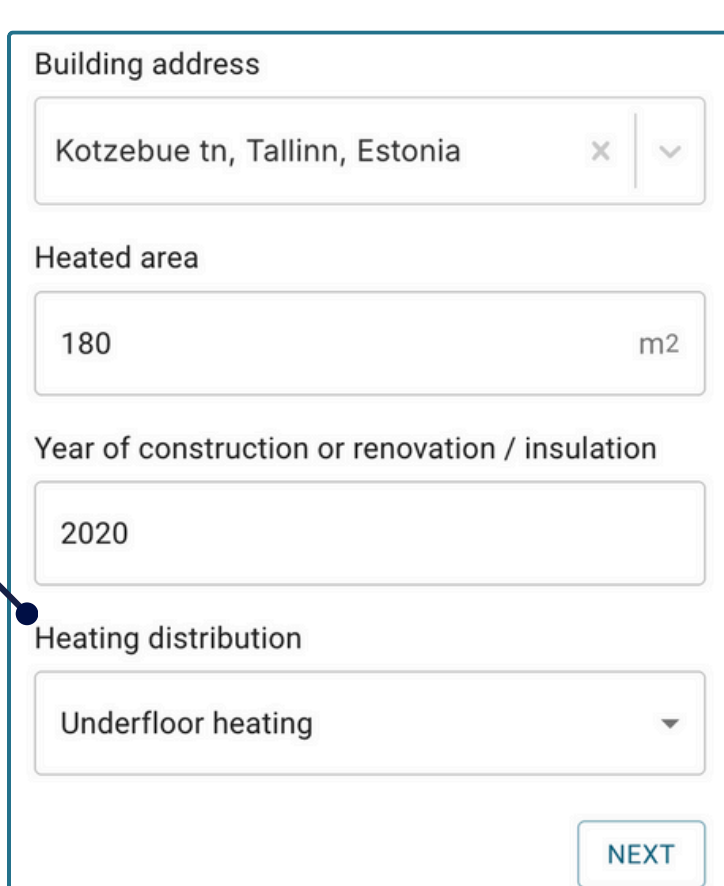 Building address
Kotzebue tn, Tallinn, Estonia
Heated area
180 m2
Year of construction or renovation / insulation
2020
Heating distribution
Underfloor heating
NEXT